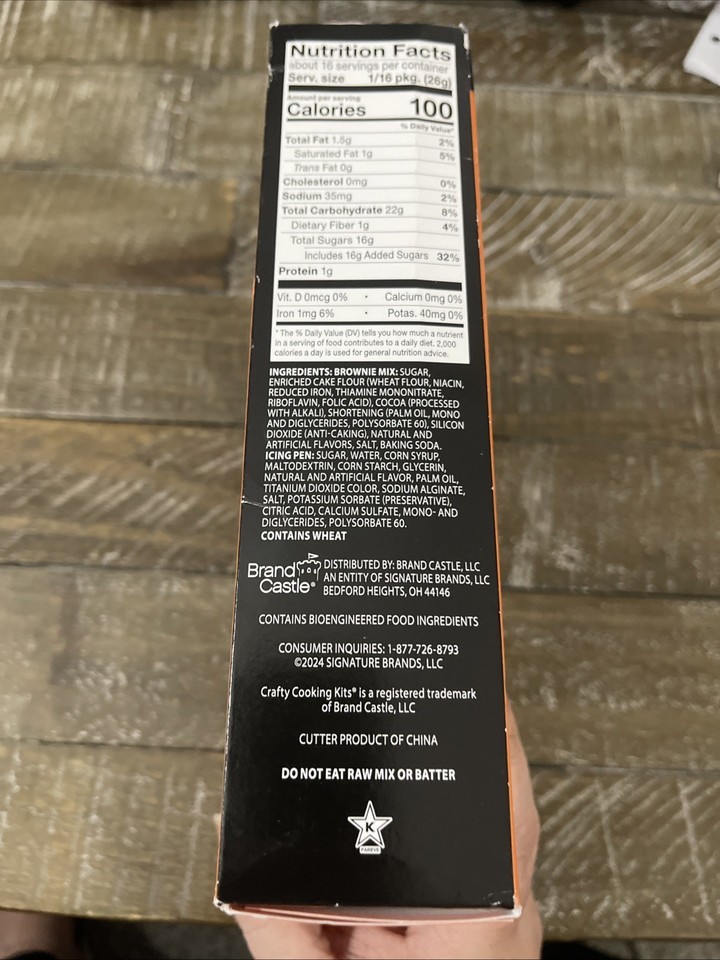 Nutrition Facts
about 16 servings per container
Serv. size 1/16 pkg. (26g)
Amount per serving
Calories 100
% Daily Value*
Total Fat 1.5g 2%
Saturated Fat 1g 5%
Trans Fat 0g
Cholesterol 0mg 0%
Sodium 35mg 2%
Total Carbohydrate 22g 8%
Dietary Fiber 1g 4%
Total Sugars 16g
Includes 16g Added Sugars 32%
Protein 1g
Vit. D 0mcg 0% • Calcium 0mg 0%
Iron 1mg 6% • Potas. 40mg 0%
* The % Daily Value (DV) tells you how much a nutrient
in a serving of food contributes to a daily diet. 2,000
calories a day is used for general nutrition advice.
INGREDIENTS: BROWNIE MIX: SUGAR,
ENRICHED CAKE FLOUR (WHEAT FLOUR, NIACIN,
REDUCED IRON, THIAMINE MONONITRATE,
RIBOFLAVIN, FOLIC ACID), COCOA (PROCESSED
WITH ALKALI), SHORTENING (PALM OIL, MONO
AND DIGLYCERIDES, POLYSORBATE 60), SILICON
DIOXIDE (ANTI-CAKING), NATURAL AND
ARTIFICIAL FLAVORS, SALT, BAKING SODA.
ICING PEN: SUGAR, WATER, CORN SYRUP,
MALTODEXTRIN, CORN STARCH, GLYCERIN,
NATURAL AND ARTIFICIAL FLAVOR, PALM OIL,
TITANIUM DIOXIDE COLOR, SODIUM ALGINATE,
SALT, POTASSIUM SORBATE (PRESERVATIVE),
CITRIC ACID, CALCIUM SULFATE, MONO- AND
DIGLYCERIDES, POLYSORBATE 60.
CONTAINS WHEAT
Brand Castle®
DISTRIBUTED BY: BRAND CASTLE, LLC
AN ENTITY OF SIGNATURE BRANDS, LLC
BEDFORD HEIGHTS, OH 44146
CONTAINS BIOENGINEERED FOOD INGREDIENTS
CONSUMER INQUIRIES: 1-877-726-8793
©2024 SIGNATURE BRANDS, LLC
Crafty Cooking Kits® is a registered trademark
of Brand Castle, LLC
CUTTER PRODUCT OF CHINA
DO NOT EAT RAW MIX OR BATTER
K
PAREVE